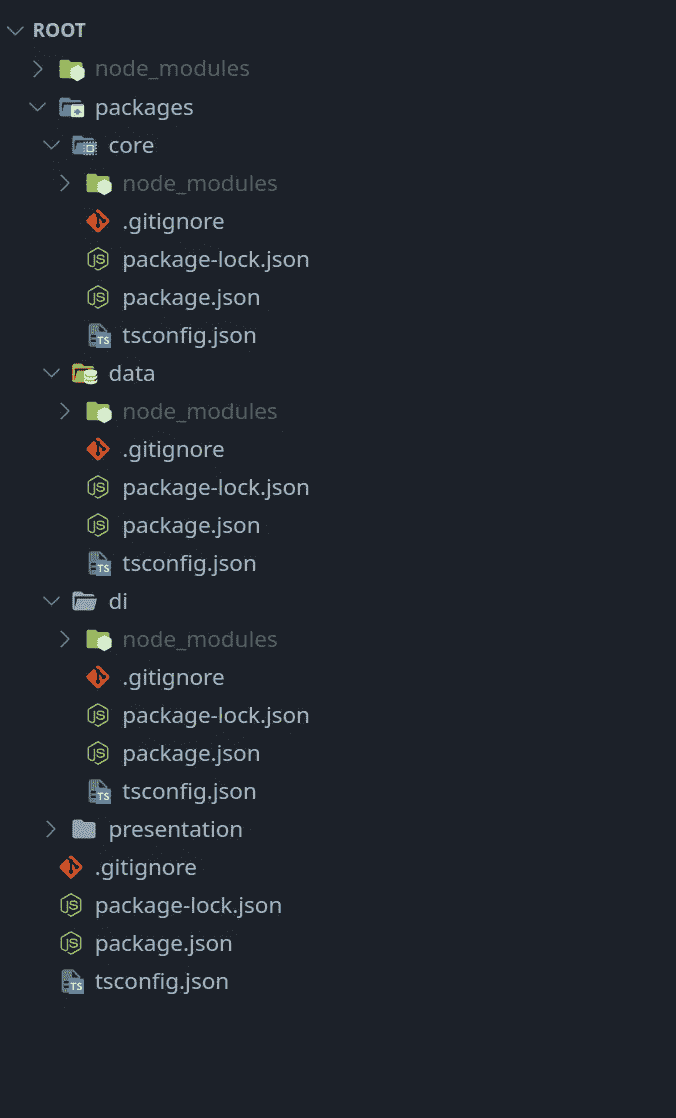 ROOT
node_modules
packages
core
node_modules
.gitignore
package-lock.json
package.json
tsconfig.json
data
node_modules
.gitignore
package-lock.json
package.json
tsconfig.json
di
node_modules
.gitignore
package-lock.json
package.json
tsconfig.json
presentation
.gitignore
package-lock.json
package.json
tsconfig.json